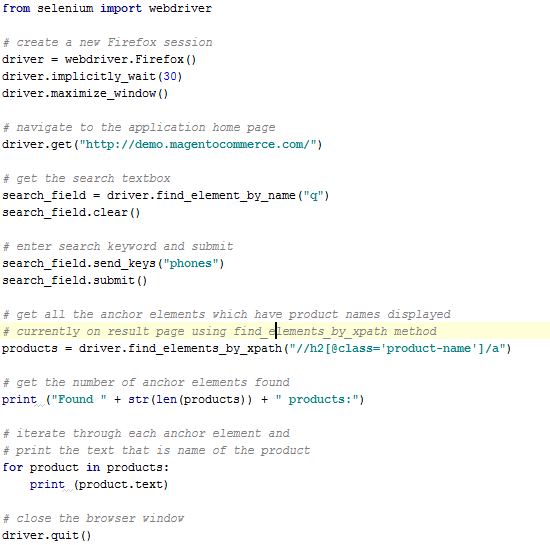 from selenium import webdriver

# create a new Firefox session
driver = webdriver.Firefox()
driver.implicitly_wait(30)
driver.maximize_window()

# navigate to the application home page
driver.get("http://demo.magentocommerce.com/")

# get the search textbox
search_field = driver.find_element_by_name("q")
search_field.clear()

# enter search keyword and submit
search_field.send_keys("phones")
search_field.submit()

# get all the anchor elements which have product names displayed
# currently on result page using find_elements_by_xpath method
products = driver.find_elements_by_xpath("//h2[@class='product-name']/a")

# get the number of anchor elements found
print ("Found " + str(len(products)) + " products:")

# iterate through each anchor element and
# print the text that is name of the product
for product in products:
    print (product.text)

# close the browser window
driver.quit()